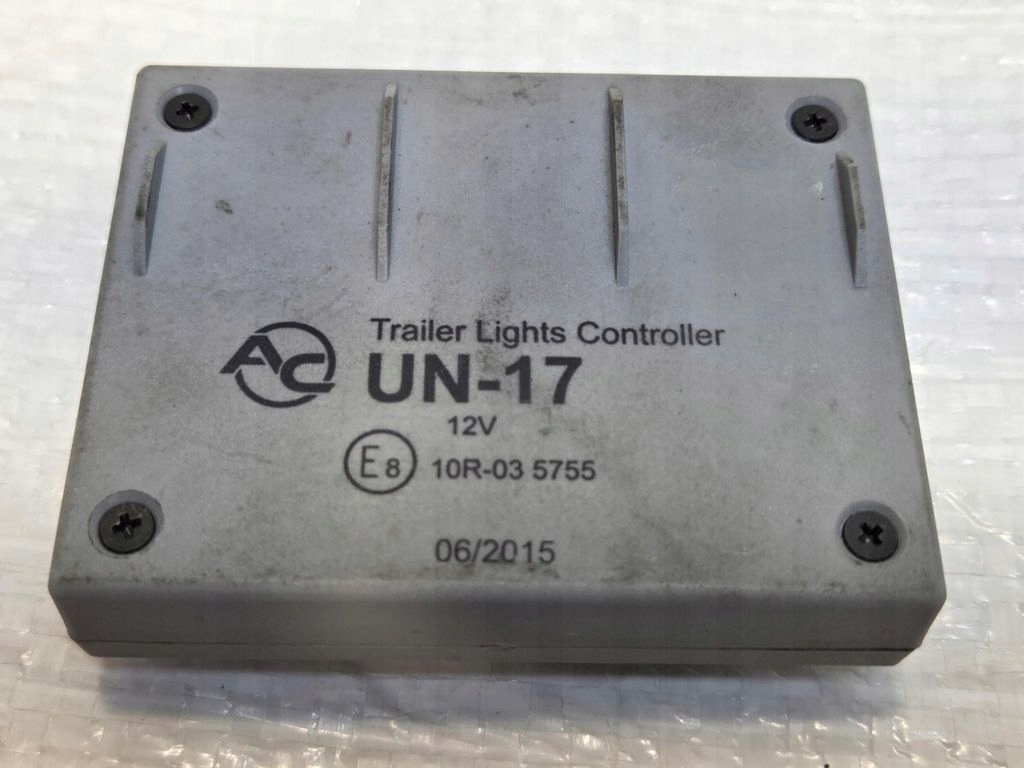 AC
Trailer Lights Controller
UN-17
12V
E8 10R-03 5755
06/2015